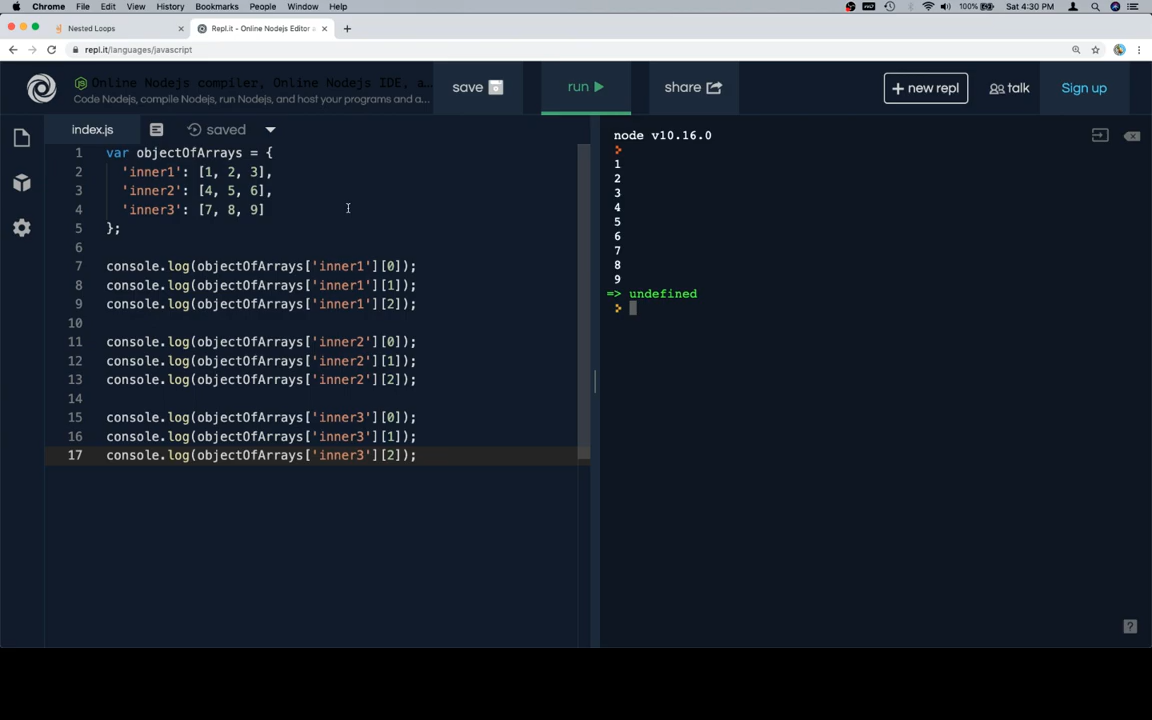 Chrome File Edit View History Bookmarks People Window Help 100% Sat 4:30 PM
Nested Loops Repl.it - Online Nodejs Editor
repl.it/languages/javascript
Online Nodejs compiler, Online Nodejs IDE, a...
Code Nodejs, compile Nodejs, run Nodejs, and host your programs and a...
save run share + new repl talk Sign up
index.js saved
1 var objectOfArrays = {
2 'inner1': [1, 2, 3],
3 'inner2': [4, 5, 6],
4 'inner3': [7, 8, 9]
5 };
6
7 console.log(objectOfArrays['inner1'][0]);
8 console.log(objectOfArrays['inner1'][1]);
9 console.log(objectOfArrays['inner1'][2]);
10
11 console.log(objectOfArrays['inner2'][0]);
12 console.log(objectOfArrays['inner2'][1]);
13 console.log(objectOfArrays['inner2'][2]);
14
15 console.log(objectOfArrays['inner3'][0]);
16 console.log(objectOfArrays['inner3'][1]);
17 console.log(objectOfArrays['inner3'][2]);
node v10.16.0
1
2
3
4
5
6
7
8
9
=> undefined
?